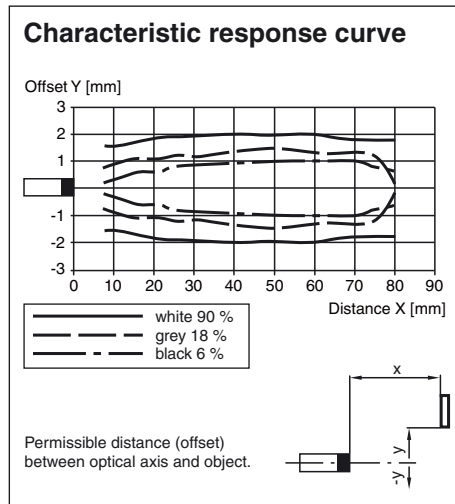 Characteristic response curve
Offset Y [mm]
3
2
1
0
-1
-2
-3
0 10 20 30 40 50 60 70 80 90
Distance X [mm]
white 90 %
grey 18 %
black 6 %
x
y
-y
Permissible distance (offset)
between optical axis and object.